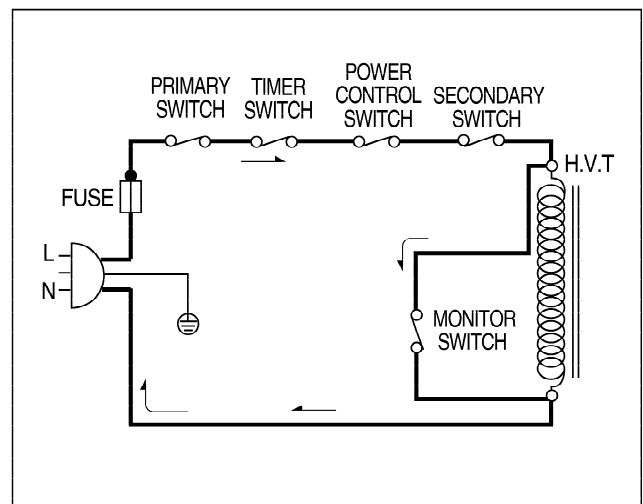 PRIMARY
SWITCH
TIMER
SWITCH
POWER
CONTROL
SWITCH
SECONDARY
SWITCH
H.V.T
FUSE
L
N
MONITOR
SWITCH